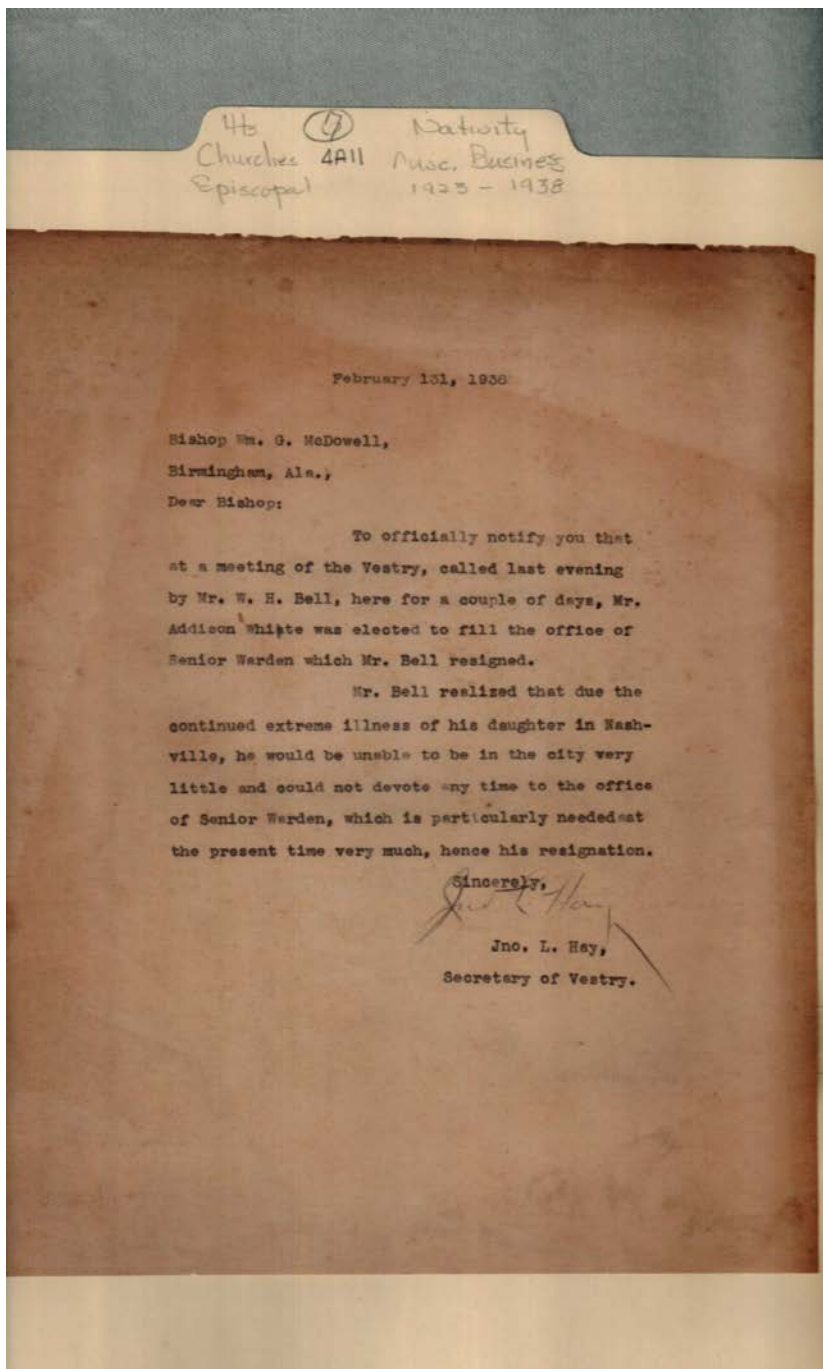 Nativity
Churches 4A11 Misc. Business
Episcopal 1923 - 1938
February 131, 1938
Bishop Wm. G. McDowell,
Birmingham, Ala.,
Dear Bishop:
To officially notify you that
at a meeting of the Vestry, called last evening
by Mr. W. H. Bell, here for a couple of days, Mr.
Addison White was elected to fill the office of
Senior Warden which Mr. Bell resigned.
Mr. Bell realized that due the
continued extreme illness of his daughter in Nash-
ville, he would be unable to be in the city very
little and could not devote any time to the office
of Senior Warden, which is particularly needed at
the present time very much, hence his resignation.
Sincerely,
Jno L Hay
Jno. L. Hay,
Secretary of Vestry.